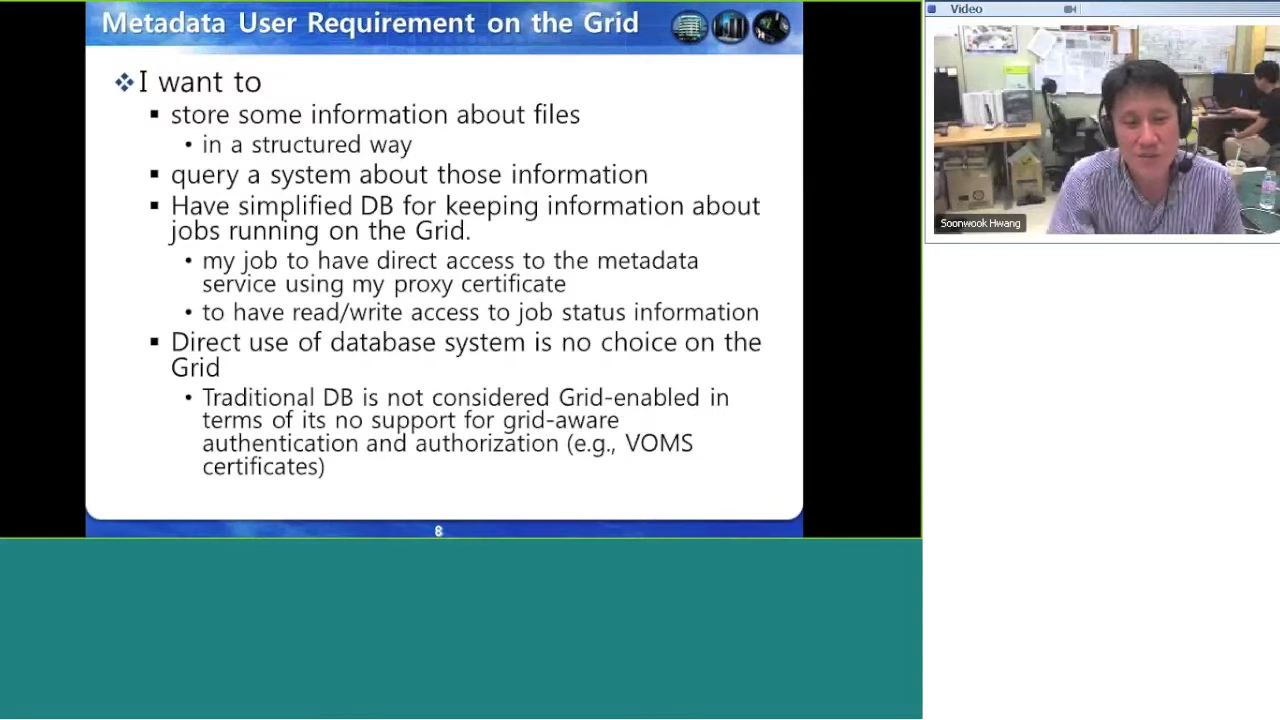 Metadata User Requirement on the Grid
I want to
store some information about files
in a structured way
query a system about those information
Have simplified DB for keeping information about
jobs running on the Grid.
my job to have direct access to the metadata
service using my proxy certificate
to have read/write access to job status information
Direct use of database system is no choice on the
Grid
Traditional DB is not considered Grid-enabled in
terms of its no support for grid-aware
authentication and authorization (e.g., VOMS
certificates)
8
Video
Soonwook Hwang